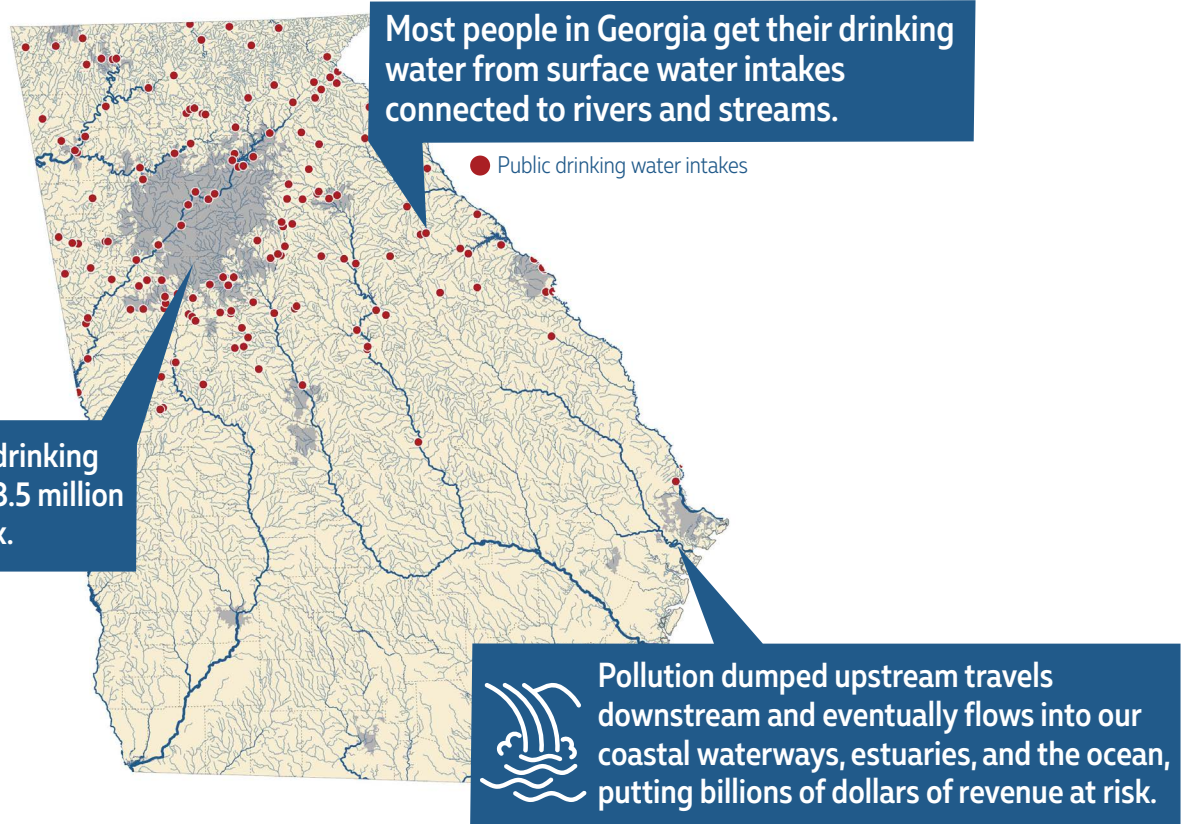 Most people in Georgia get their drinking
water from surface water intakes
connected to rivers and streams.
Public drinking water intakes
drinking
3.5 million
Pollution dumped upstream travels
downstream and eventually flows into our
coastal waterways, estuaries, and the ocean,
putting billions of dollars of revenue at risk.